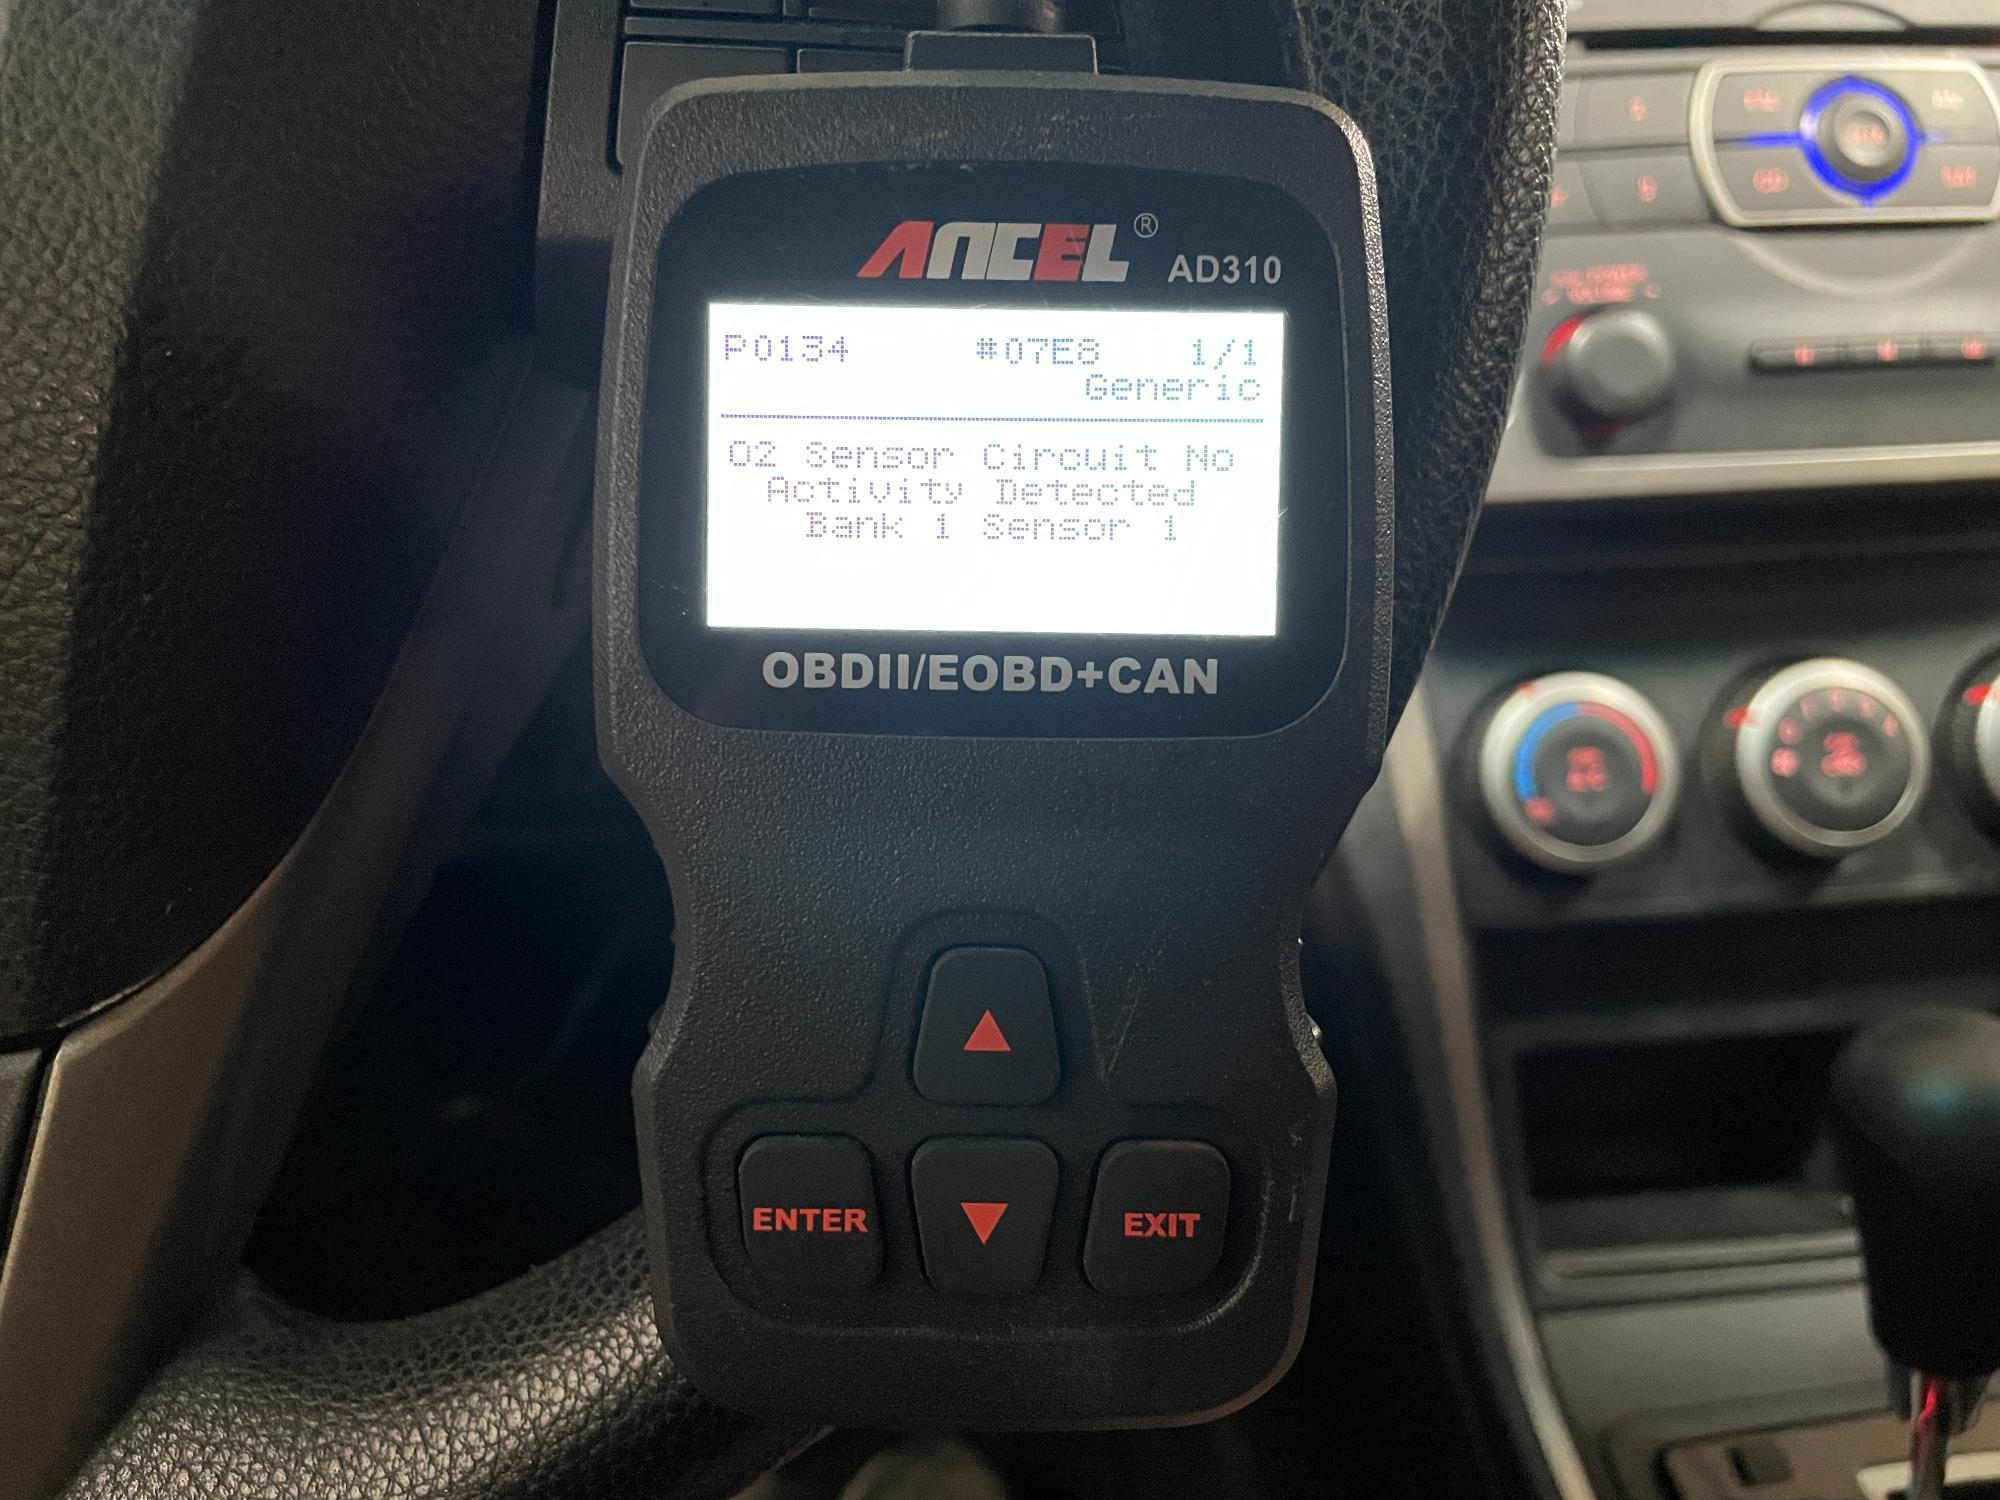 ANCEL® AD310
P0134 #07E8 1/1
Generic
O2 Sensor Circuit No
Activity Detected
Bank 1 Sensor 1
OBDII/EOBD+CAN
ENTER
EXIT